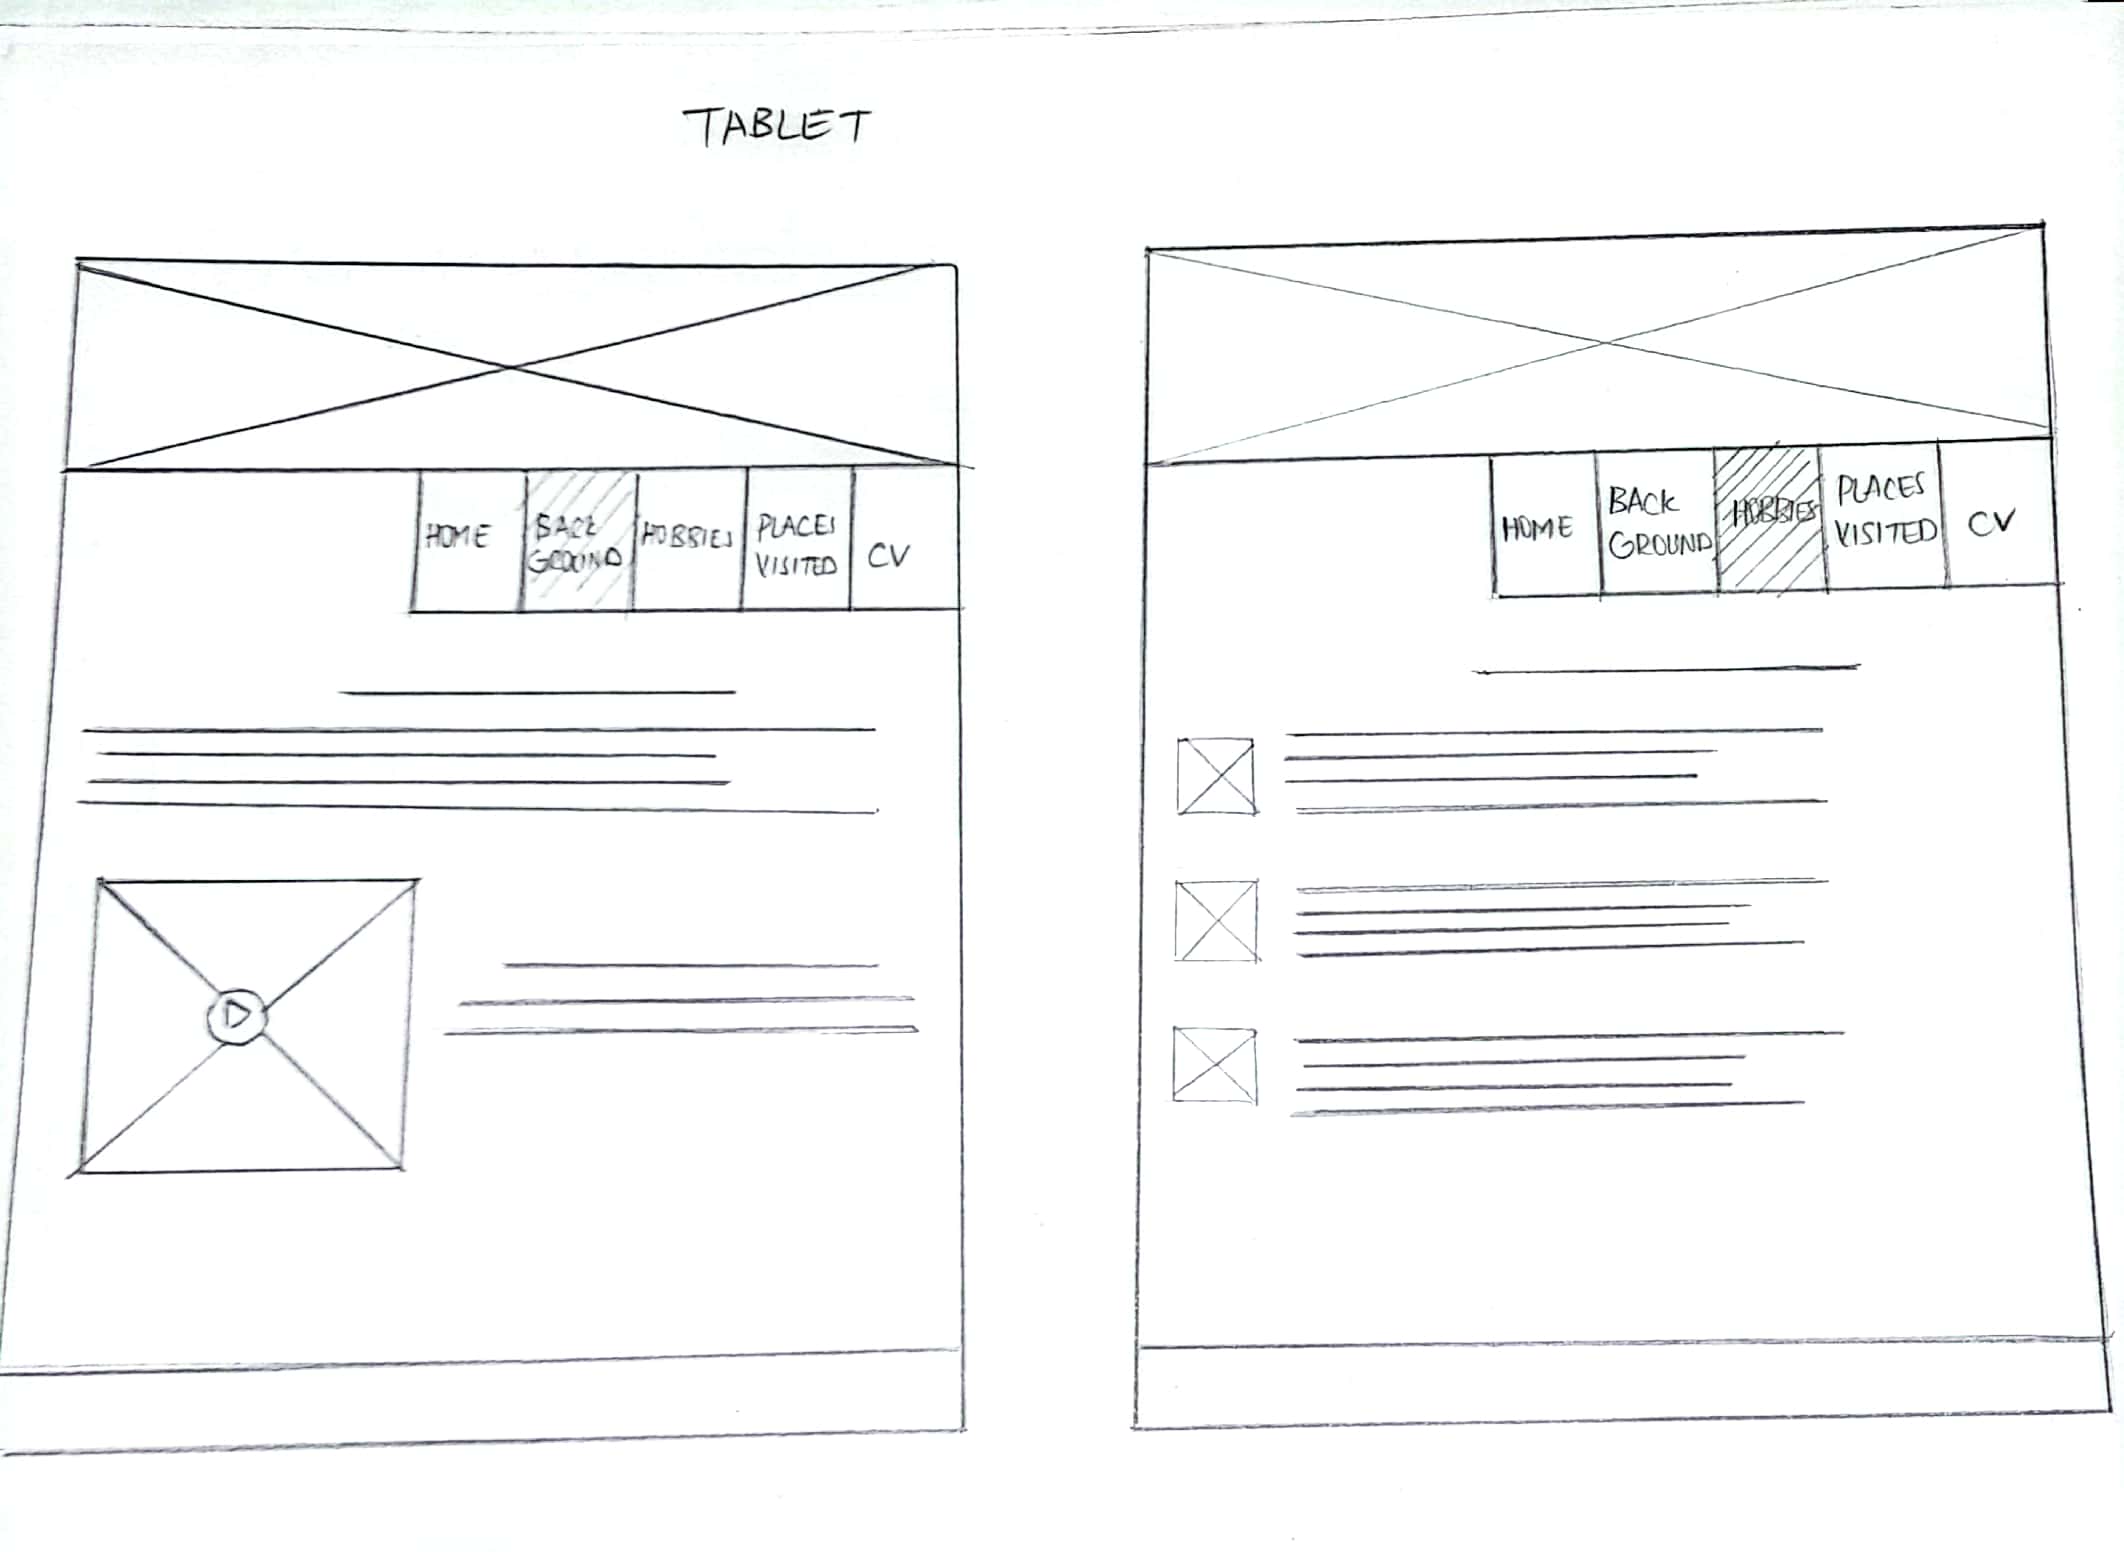 TABLET
HOME
BACK
GROUND
HOBBIES
PLACES
VISITED
CV
HOME
BACK
GROUND
HOBBIES
PLACES
VISITED
CV